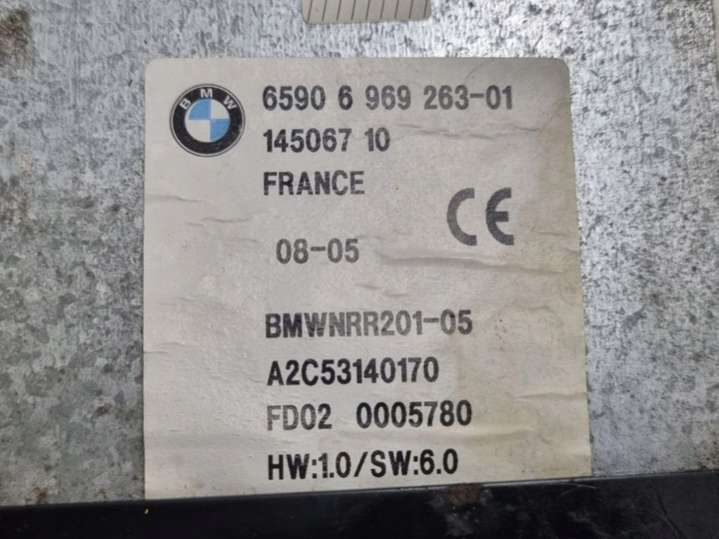 BMW
6590 6 969 263-01
145067 10
FRANCE
CE
08-05
BMWNRR201-05
A2C53140170
FD02 0005780
HW:1.0/SW:6.0